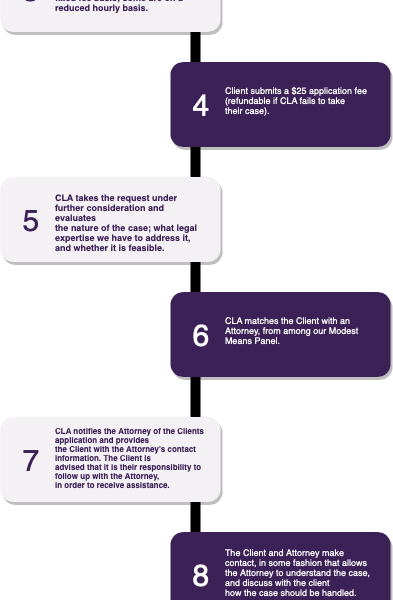 reduced hourly basis.
4
Client submits a $25 application fee
(refundable if CLA fails to take
their case).
5
CLA takes the request under
further consideration and
evaluates
the nature of the case; what legal
expertise we have to address it,
and whether it is feasible.
6
CLA matches the Client with an
Attorney, from among our Modest
Means Panel.
7
CLA notifies the Attorney of the Clients
application and provides
the Client with the Attorney's contact
information. The Client is
advised that it is their responsibility to
follow up with the Attorney,
in order to receive assistance.
8
The Client and Attorney make
contact, in some fashion that allows
the Attorney to understand the case,
and discuss with the client
how the case should be handled.